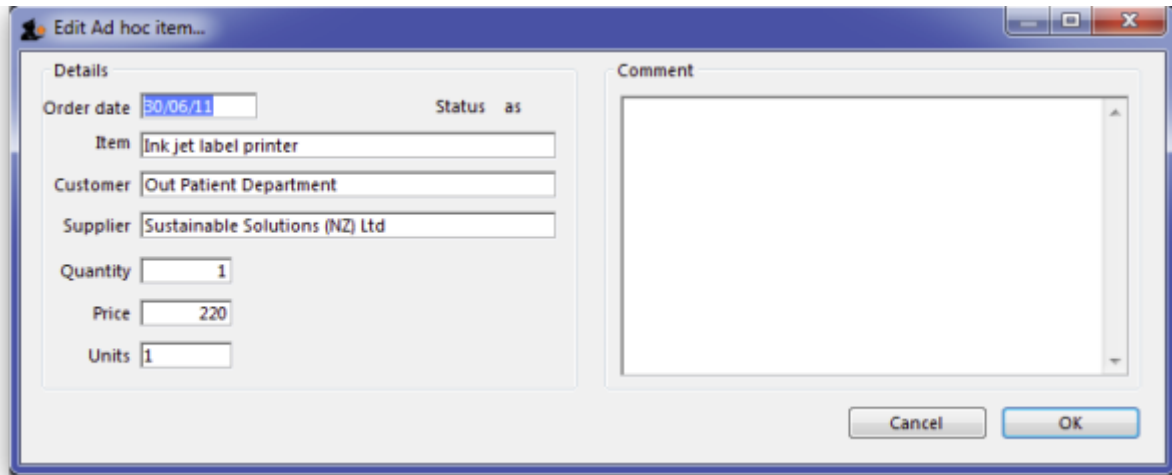 Edit Ad hoc item...
Details
Order date 30/06/11 Status as
Item Ink jet label printer
Customer Out Patient Department
Supplier Sustainable Solutions (NZ) Ltd
Quantity 1
Price 220
Units 1
Comment
Cancel OK